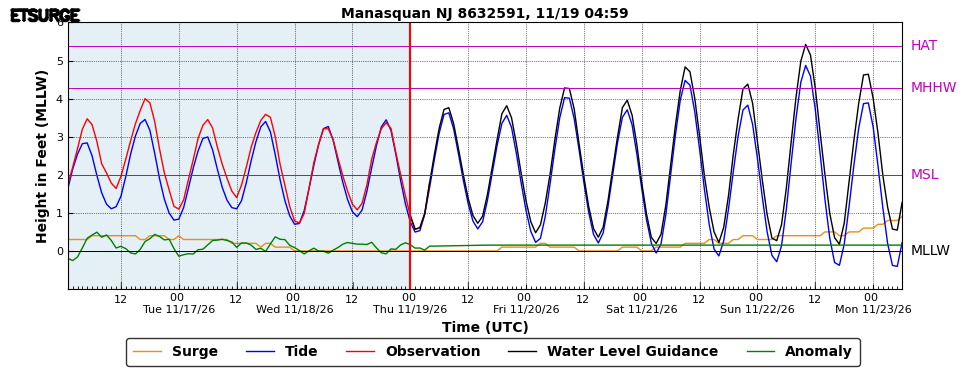 ETSURGE
Manasquan NJ 8632591, 11/19 04:59
6
HAT
5
MHHW
4
3
2
MSL
1
0
MLLW
Height in Feet (MLLW)
12 00 12 00 12 00 12 00 12 00 12 00 12 00
Tue 11/17/26 Wed 11/18/26 Thu 11/19/26 Fri 11/20/26 Sat 11/21/26 Sun 11/22/26 Mon 11/23/26
Time (UTC)
Surge Tide Observation Water Level Guidance Anomaly